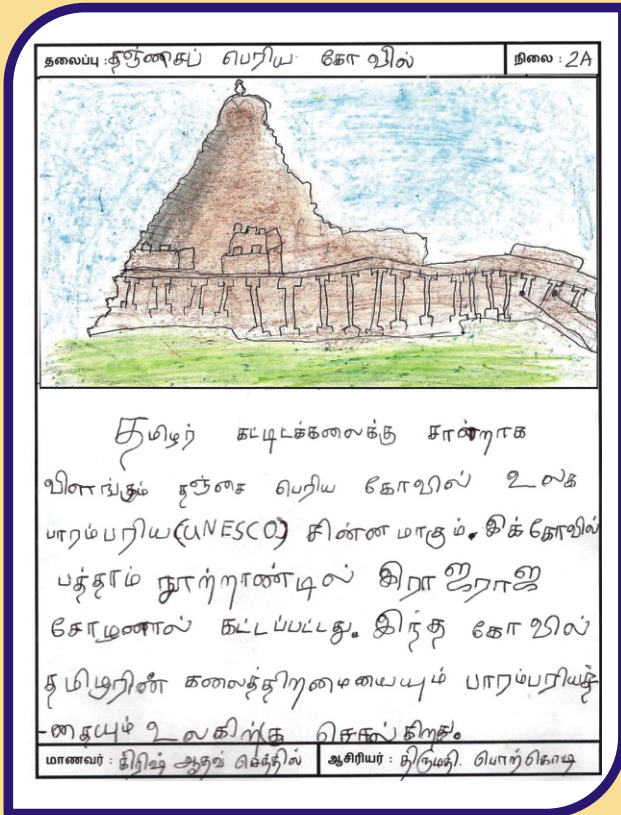 தலைப்பு : தஞ்சைப் பெரிய கோவில் நிலை : 2A
தமிழர் கட்டிடக்கலைக்கு சான்றாக
விளங்கும் தஞ்சை பெரிய கோவில் உலக
பாரம்பரிய (UNESCO) சின்னமாகும். இக்கோவில்
பத்தாம் நூற்றாண்டில் இராஜராஜ
சோழனால் கட்டப்பட்டது. இந்த கோவில்
தமிழரின் கலைத்திறமையையும் பாரம்பரியத்
-தையும் உலகிற்கு சொல்கிறது.
மாணவர் : கிரிஷ் ஆதவ் செந்தில் ஆசிரியர் : திருமதி. பொற்கொடி